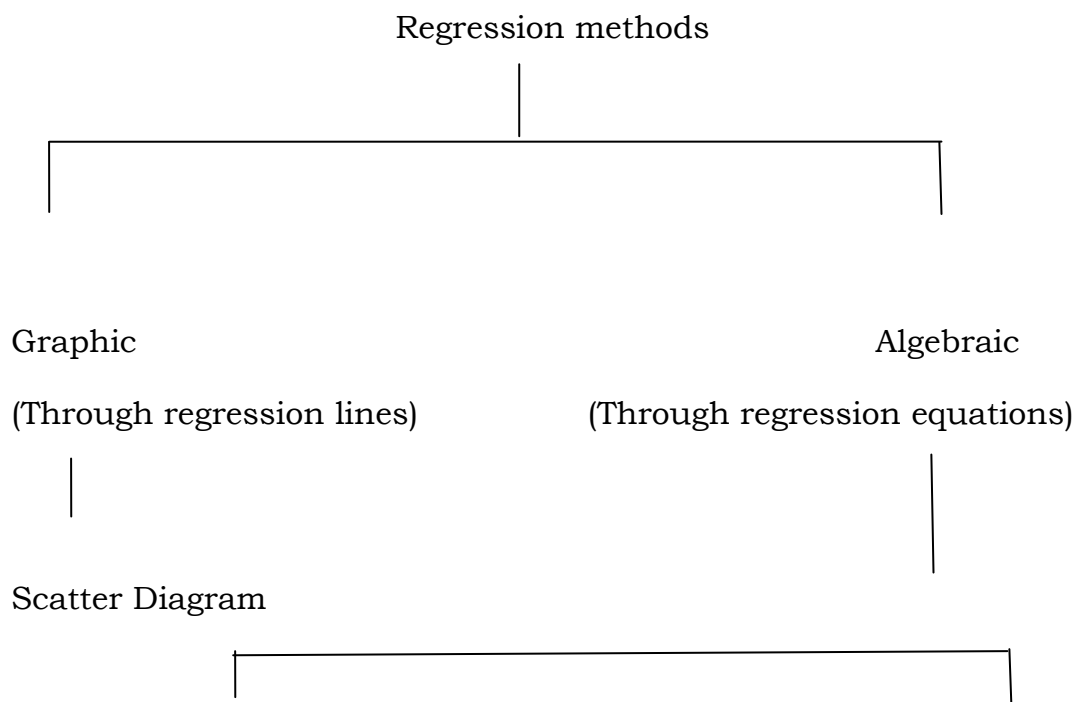 Regression methods
Graphic Algebraic
(Through regression lines) (Through regression equations)
Scatter Diagram